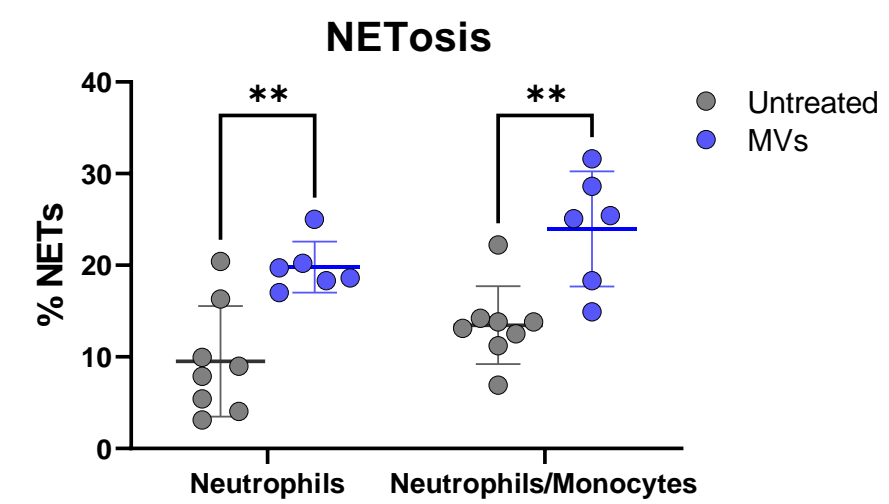 NETosis
% NETs
40
30
20
10
0
** **
Neutrophils Neutrophils/Monocytes
Untreated
MVs